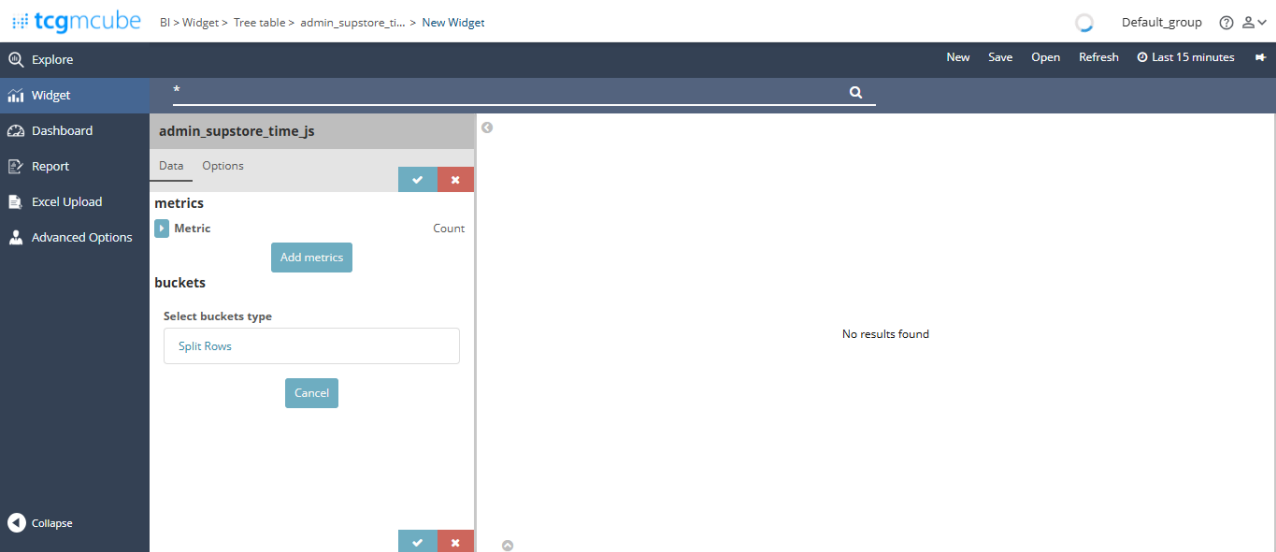 tcgmcube
BI > Widget > Tree table > admin_supstore_ti... > New Widget
Default_group
Explore
New Save Open Refresh Last 15 minutes
Widget
*
Dashboard
Report
Excel Upload
Advanced Options
Collapse
admin_supstore_time_js
Data Options
metrics
Metric Count
Add metrics
buckets
Select buckets type
Split Rows
Cancel
No results found